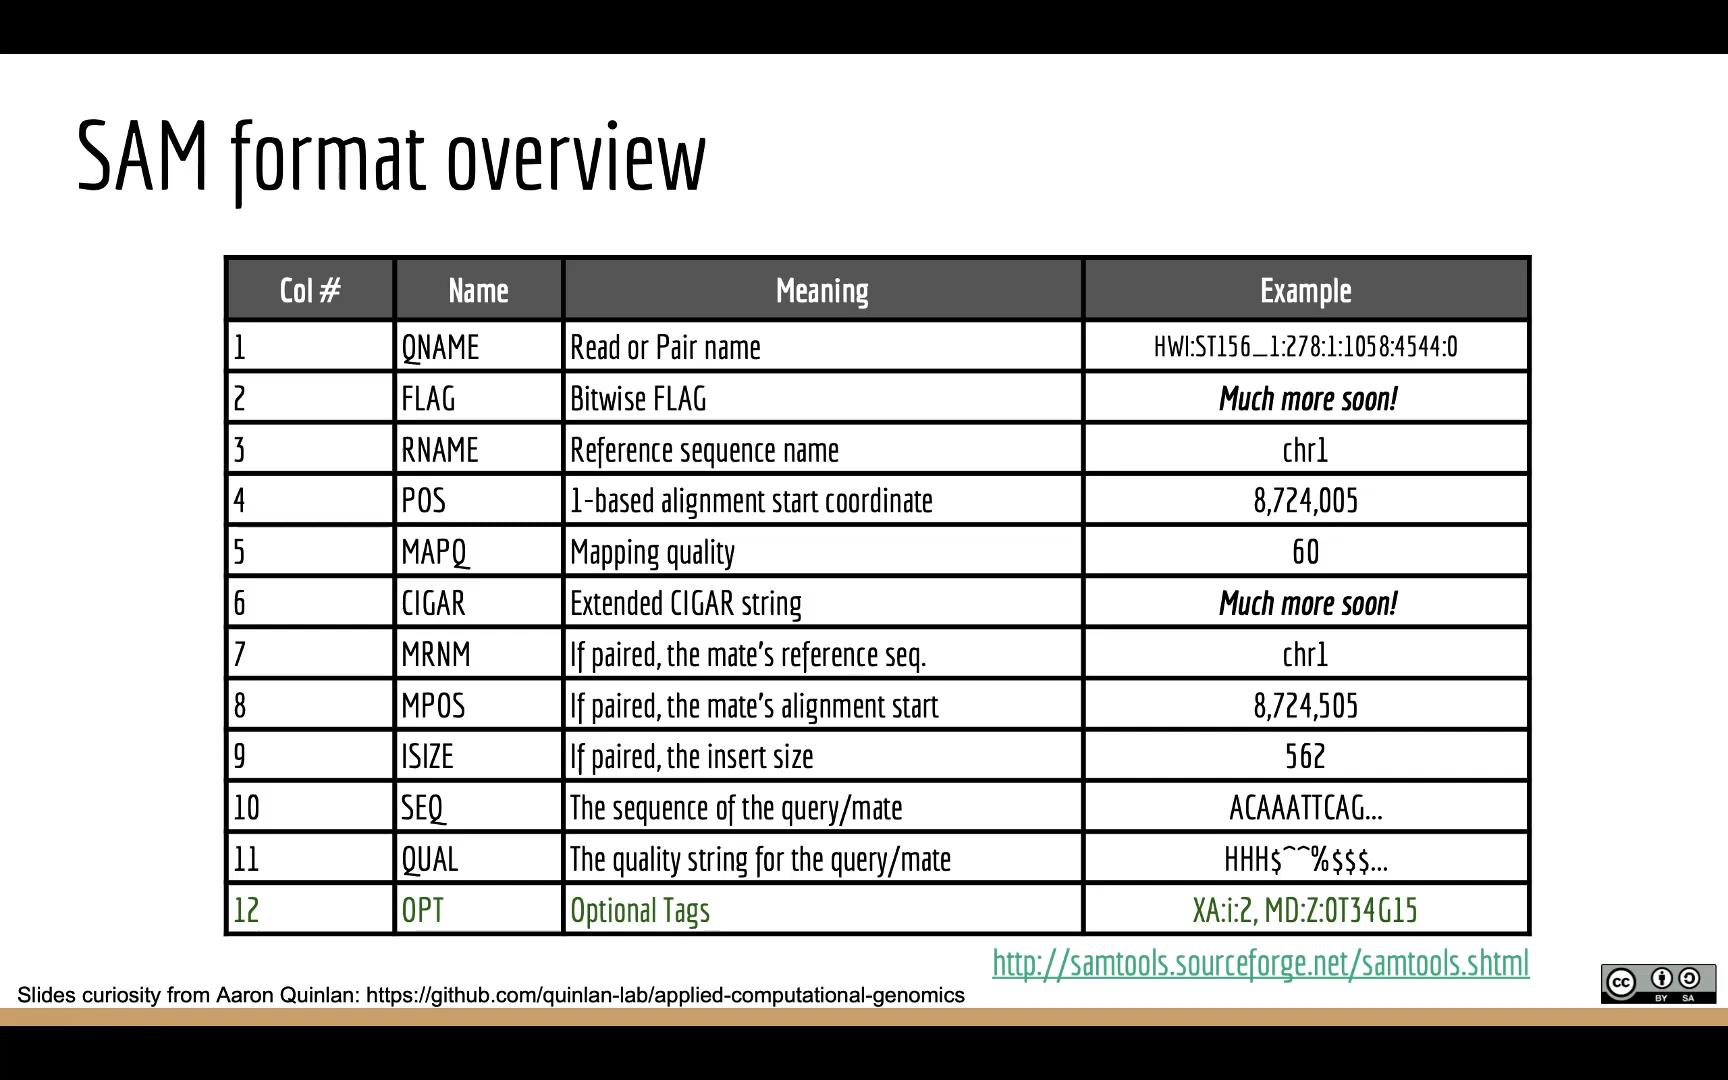 SAM format overview
Col # Name Meaning Example
1 QNAME Read or Pair name HWI:ST156_1:278:1:1058:4544:0
2 FLAG Bitwise FLAG Much more soon!
3 RNAME Reference sequence name chr1
4 POS 1-based alignment start coordinate 8,724,005
5 MAPQ Mapping quality 60
6 CIGAR Extended CIGAR string Much more soon!
7 MRNM If paired, the mate's reference seq. chr1
8 MPOS If paired, the mate's alignment start 8,724,505
9 ISIZE If paired, the insert size 562
10 SEQ The sequence of the query/mate ACAAATTCAG...
11 QUAL The quality string for the query/mate HHH$^^%$$$...
12 OPT Optional Tags XA:i:2, MD:Z:0T34G15
http://samtools.sourceforge.net/samtools.shtml
Slides curiosity from Aaron Quinlan: https://github.com/quinlan-lab/applied-computational-genomics
cc BY SA